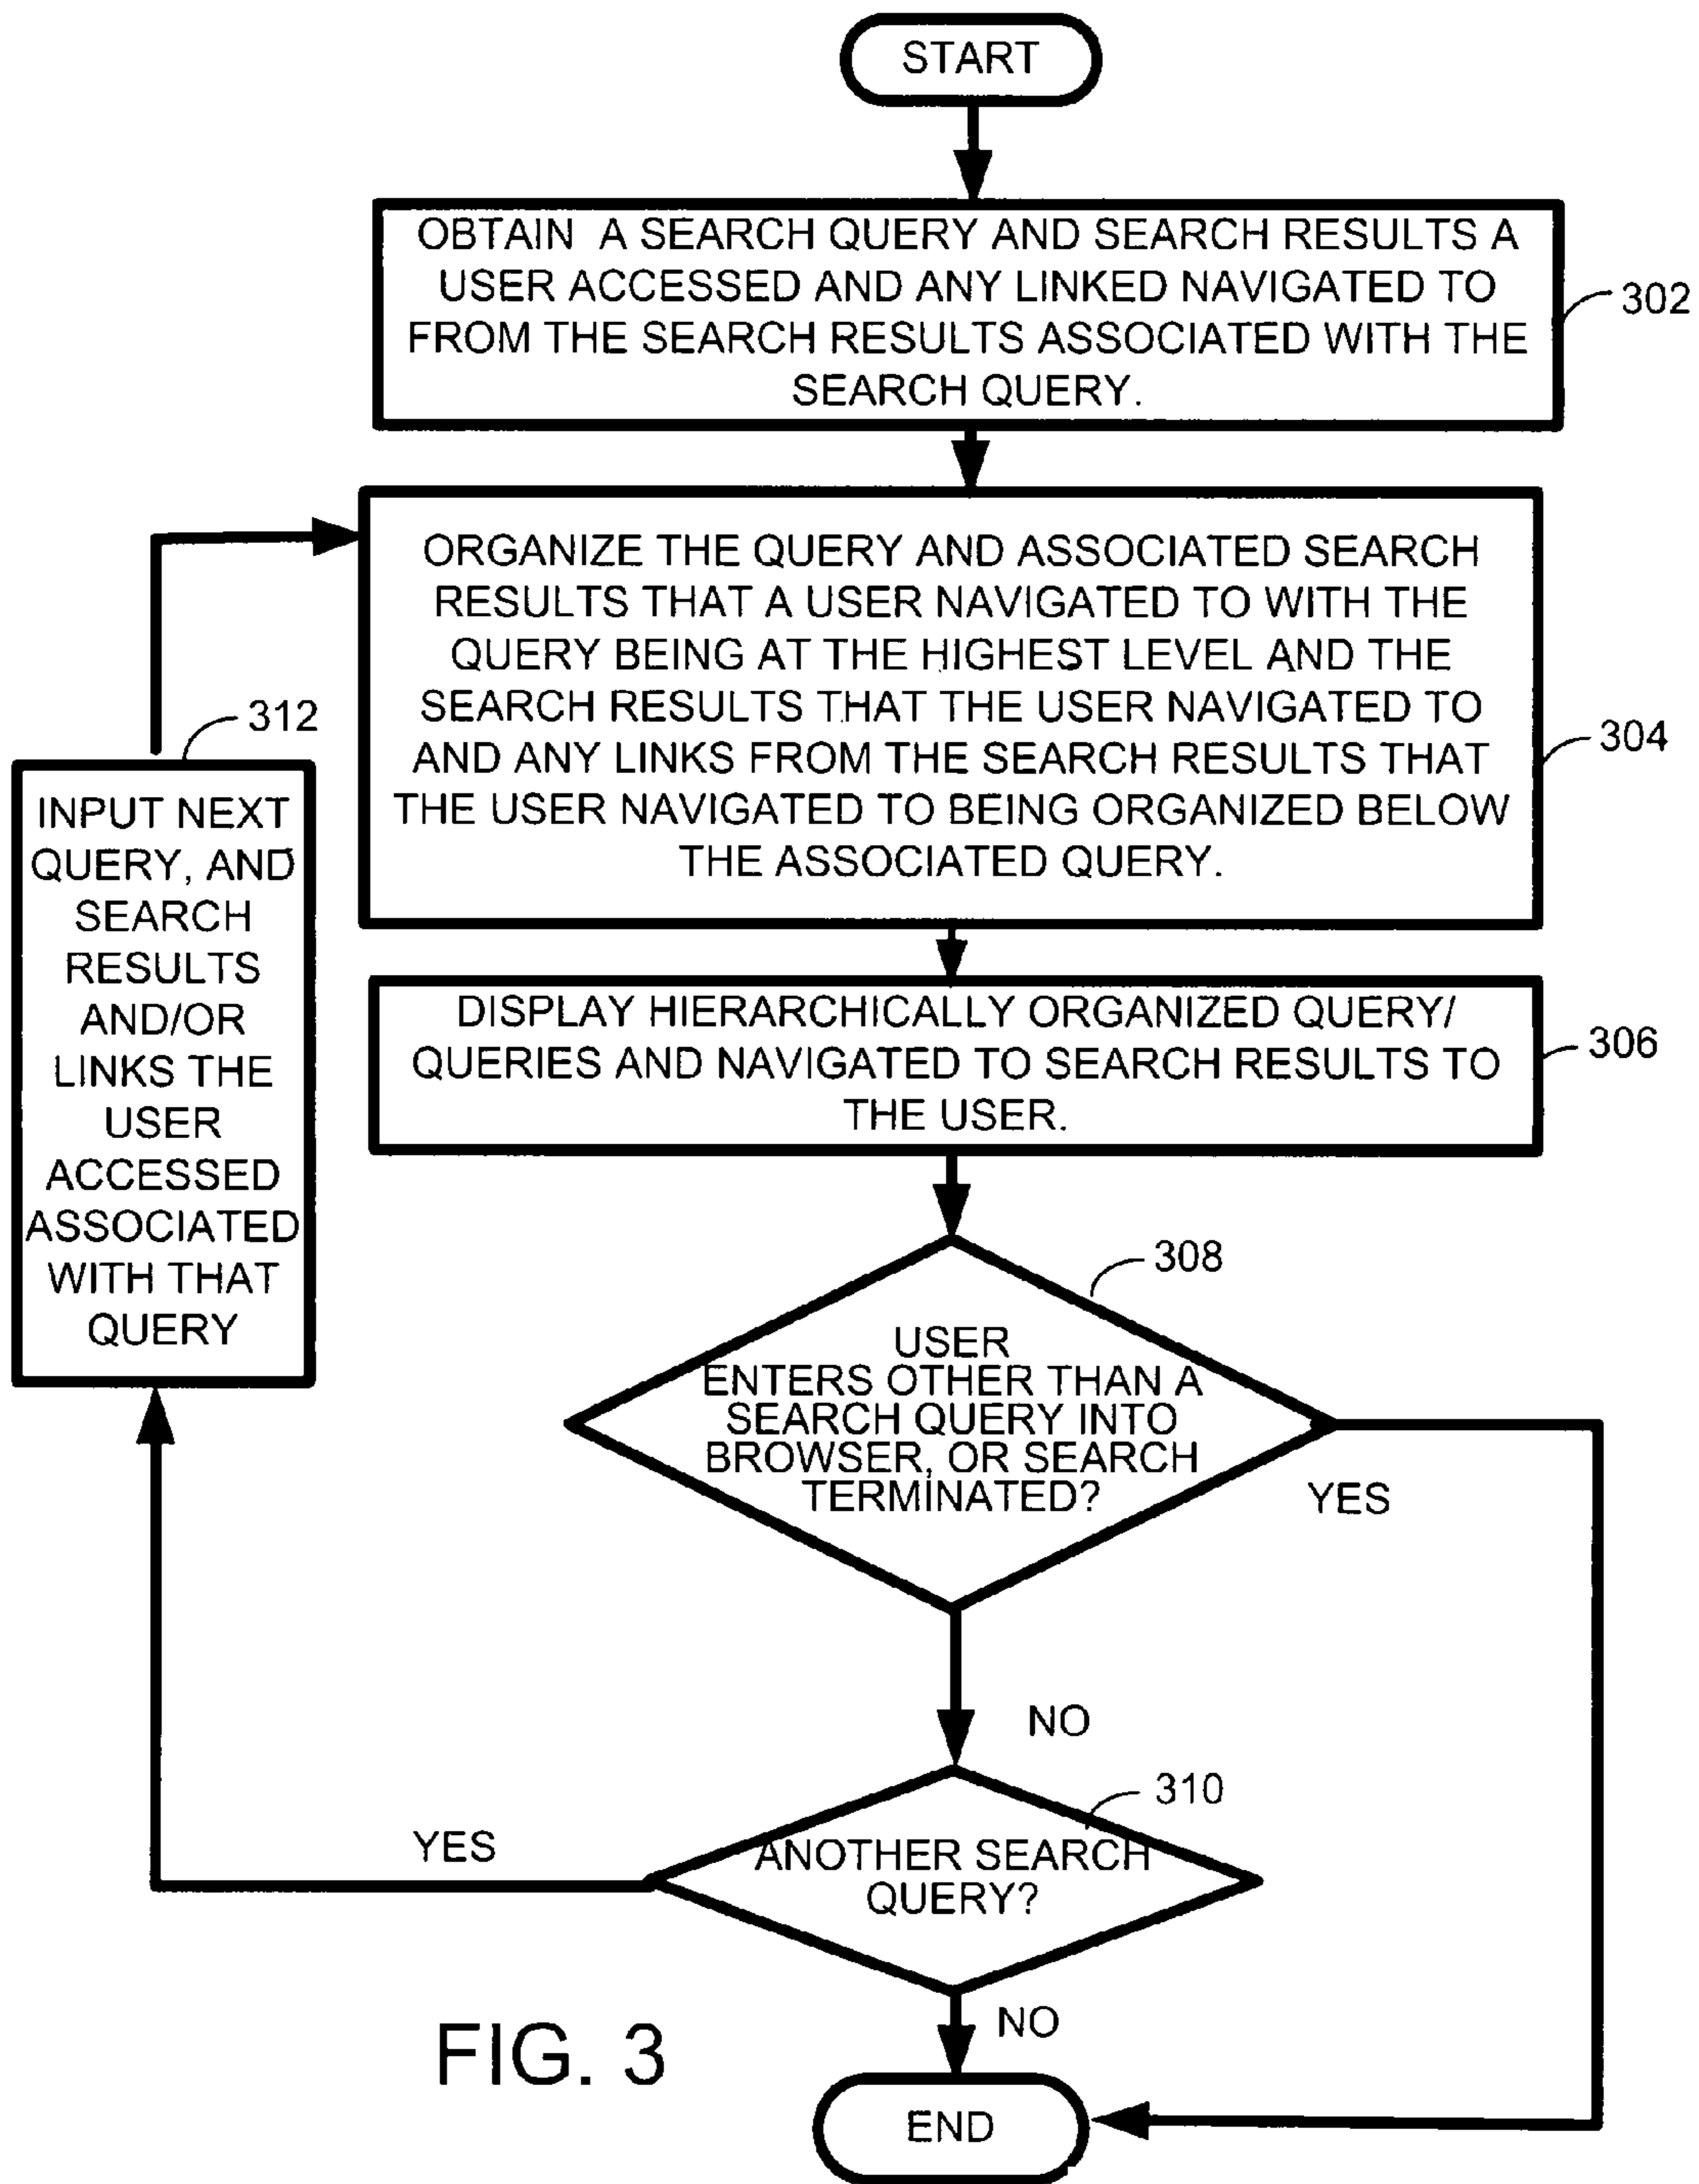 START
OBTAIN A SEARCH QUERY AND SEARCH RESULTS A
USER ACCESSED AND ANY LINKED NAVIGATED TO
FROM THE SEARCH RESULTS ASSOCIATED WITH THE
SEARCH QUERY.
302
ORGANIZE THE QUERY AND ASSOCIATED SEARCH
RESULTS THAT A USER NAVIGATED TO WITH THE
QUERY BEING AT THE HIGHEST LEVEL AND THE
SEARCH RESULTS THAT THE USER NAVIGATED TO
AND ANY LINKS FROM THE SEARCH RESULTS THAT
THE USER NAVIGATED TO BEING ORGANIZED BELOW
THE ASSOCIATED QUERY.
304
312
INPUT NEXT
QUERY, AND
SEARCH
RESULTS
AND/OR
LINKS THE
USER
ACCESSED
ASSOCIATED
WITH THAT
QUERY
DISPLAY HIERARCHICALLY ORGANIZED QUERY/
QUERIES AND NAVIGATED TO SEARCH RESULTS TO
THE USER.
306
308
USER
ENTERS OTHER THAN A
SEARCH QUERY INTO
BROWSER, OR SEARCH
TERMINATED?
YES
NO
310
ANOTHER SEARCH
QUERY?
YES
NO
FIG. 3
END